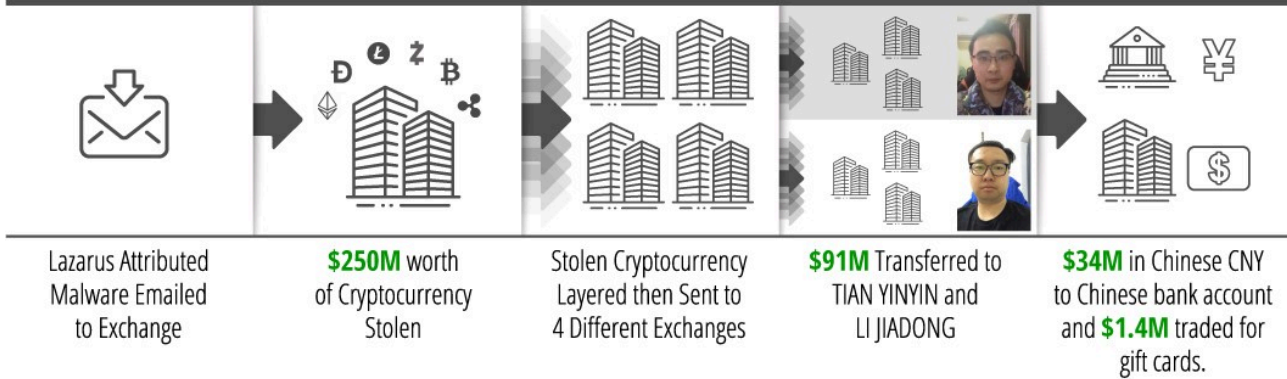 Lazarus Attributed
Malware Emailed
to Exchange
$250M worth
of Cryptocurrency
Stolen
Stolen Cryptocurrency
Layered then Sent to
4 Different Exchanges
$91M Transferred to
TIAN YINYIN and
LI JIADONG
$34M in Chinese CNY
to Chinese bank account
and $1.4M traded for
gift cards.